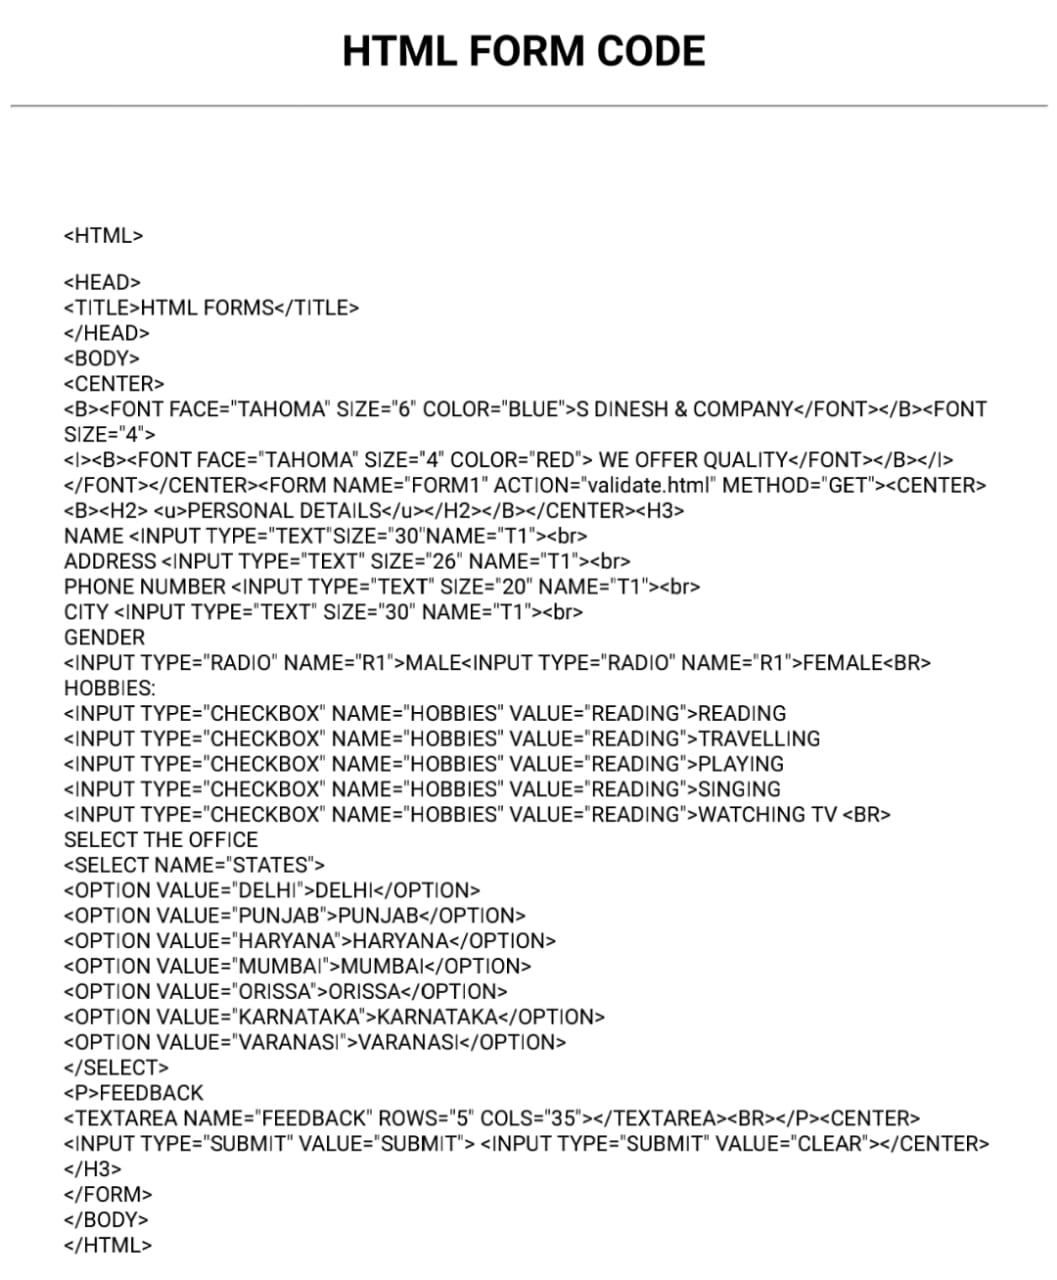 HTML FORM CODE
<HTML>
<HEAD>
<TITLE>HTML FORMS</TITLE>
</HEAD>
<BODY>
<CENTER>
<B><FONT FACE="TAHOMA" SIZE="6" COLOR="BLUE">S DINESH & COMPANY</FONT></B><FONT
SIZE="4">
<I><B><FONT FACE="TAHOMA" SIZE="4" COLOR="RED"> WE OFFER QUALITY</FONT></B></I>
</FONT></CENTER><FORM NAME="FORM1" ACTION="validate.html" METHOD="GET"><CENTER>
<B><H2> <u>PERSONAL DETAILS</u></H2></B></CENTER><H3>
NAME <INPUT TYPE="TEXT"SIZE="30"NAME="T1"><br>
ADDRESS <INPUT TYPE="TEXT" SIZE="26" NAME="T1"><br>
PHONE NUMBER <INPUT TYPE="TEXT" SIZE="20" NAME="T1"><br>
CITY <INPUT TYPE="TEXT" SIZE="30" NAME="T1"><br>
GENDER
<INPUT TYPE="RADIO" NAME="R1">MALE<INPUT TYPE="RADIO" NAME="R1">FEMALE<BR>
HOBBIES:
<INPUT TYPE="CHECKBOX" NAME="HOBBIES" VALUE="READING">READING
<INPUT TYPE="CHECKBOX" NAME="HOBBIES" VALUE="READING">TRAVELLING
<INPUT TYPE="CHECKBOX" NAME="HOBBIES" VALUE="READING">PLAYING
<INPUT TYPE="CHECKBOX" NAME="HOBBIES" VALUE="READING">SINGING
<INPUT TYPE="CHECKBOX" NAME="HOBBIES" VALUE="READING">WATCHING TV <BR>
SELECT THE OFFICE
<SELECT NAME="STATES">
<OPTION VALUE="DELHI">DELHI</OPTION>
<OPTION VALUE="PUNJAB">PUNJAB</OPTION>
<OPTION VALUE="HARYANA">HARYANA</OPTION>
<OPTION VALUE="MUMBAI">MUMBAI</OPTION>
<OPTION VALUE="ORISSA">ORISSA</OPTION>
<OPTION VALUE="KARNATAKA">KARNATAKA</OPTION>
<OPTION VALUE="VARANASI">VARANASI</OPTION>
</SELECT>
<P>FEEDBACK
<TEXTAREA NAME="FEEDBACK" ROWS="5" COLS="35"></TEXTAREA><BR></P><CENTER>
<INPUT TYPE="SUBMIT" VALUE="SUBMIT"> <INPUT TYPE="SUBMIT" VALUE="CLEAR"></CENTER>
</H3>
</FORM>
</BODY>
</HTML>